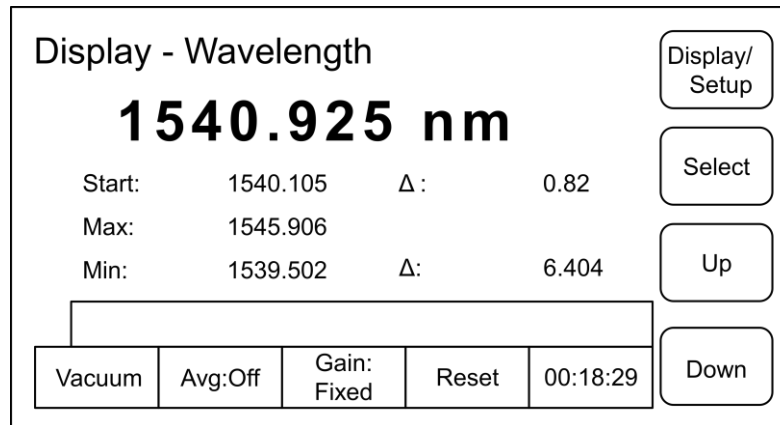 Display - Wavelength
1540.925 nm
Start: 1540.105 Δ : 0.82
Max: 1545.906
Min: 1539.502 Δ: 6.404
Vacuum Avg:Off Gain: Reset 00:18:29
Fixed
Display/
Setup
Select
Up
Down